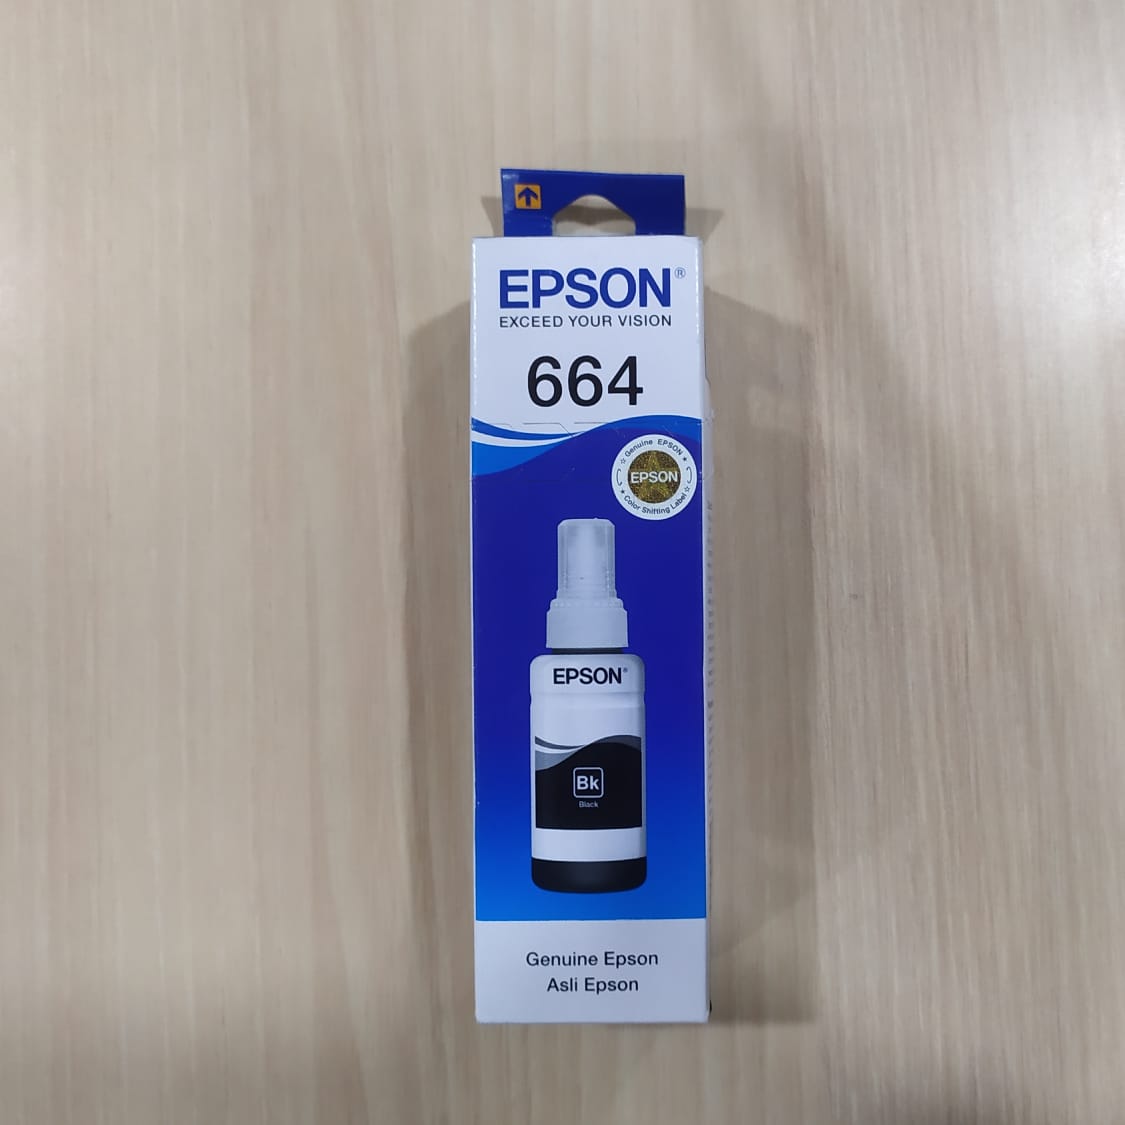 EPSON®
EXCEED YOUR VISION
664
Genuine EPSON
EPSON
Color Shifting Label
EPSON®
Bk
Black
Genuine Epson
Asli Epson